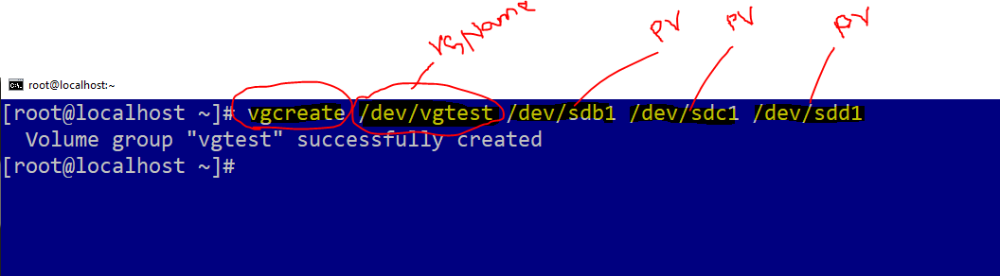 VG Name
PV
PV
PV
root@localhost:~
[root@localhost ~]# vgcreate /dev/vgtest /dev/sdb1 /dev/sdc1 /dev/sdd1
Volume group "vgtest" successfully created
[root@localhost ~]#